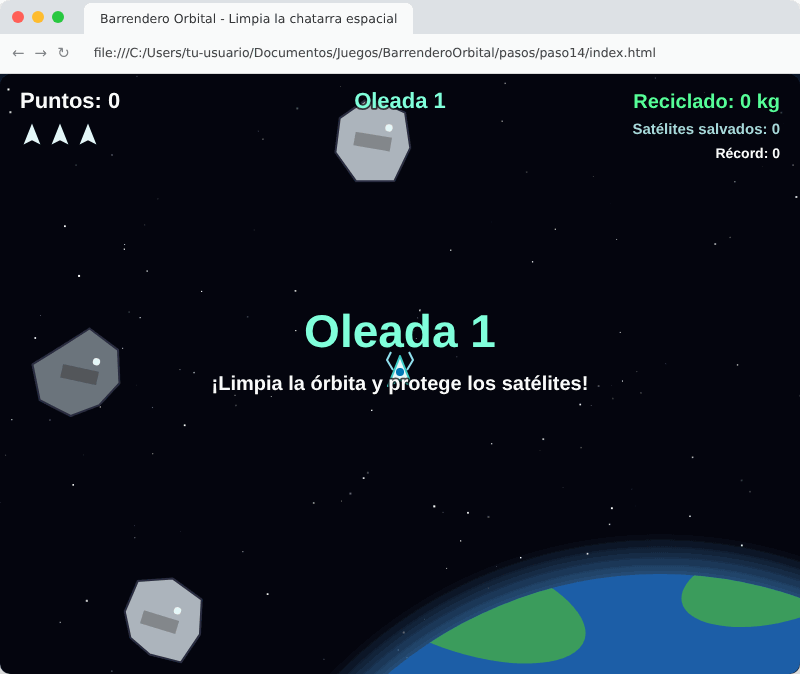 Barrendero Orbital - Limpia la chatarra espacial
file:///C:/Users/tu-usuario/Documentos/Juegos/BarrenderoOrbital/pasos/paso14/index.html
Puntos: 0
Oleada 1
Reciclado: 0 kg
Satélites salvados: 0
Récord: 0
Oleada 1
¡Limpia la órbita y protege los satélites!